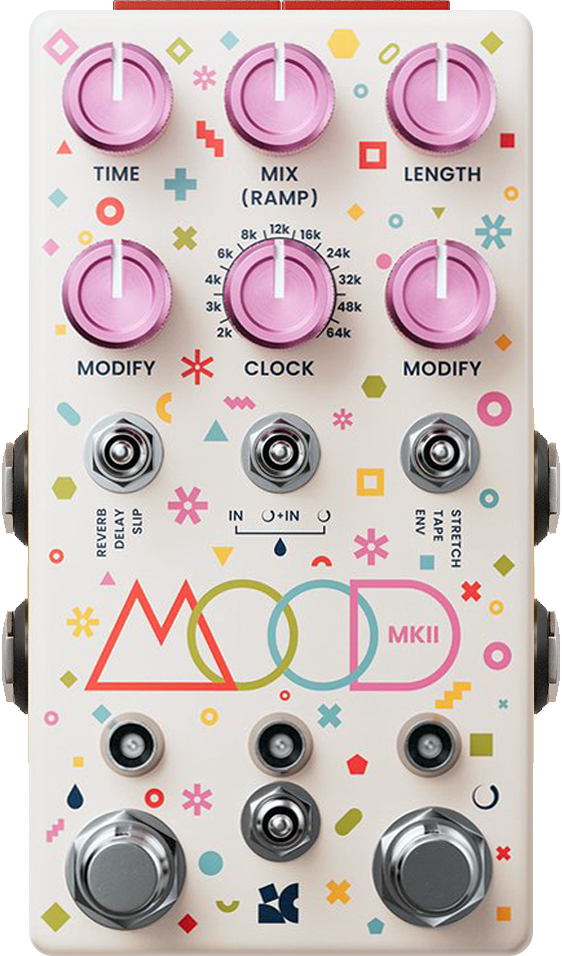 TIME
MIX
(RAMP)
LENGTH
2k 3k 4k 6k 8k 12k 16k 24k 32k 48k 64k
MODIFY
CLOCK
MODIFY
REVERB
DELAY
SLIP
IN +IN
STRETCH
TAPE
ENV
MOOD
MKII